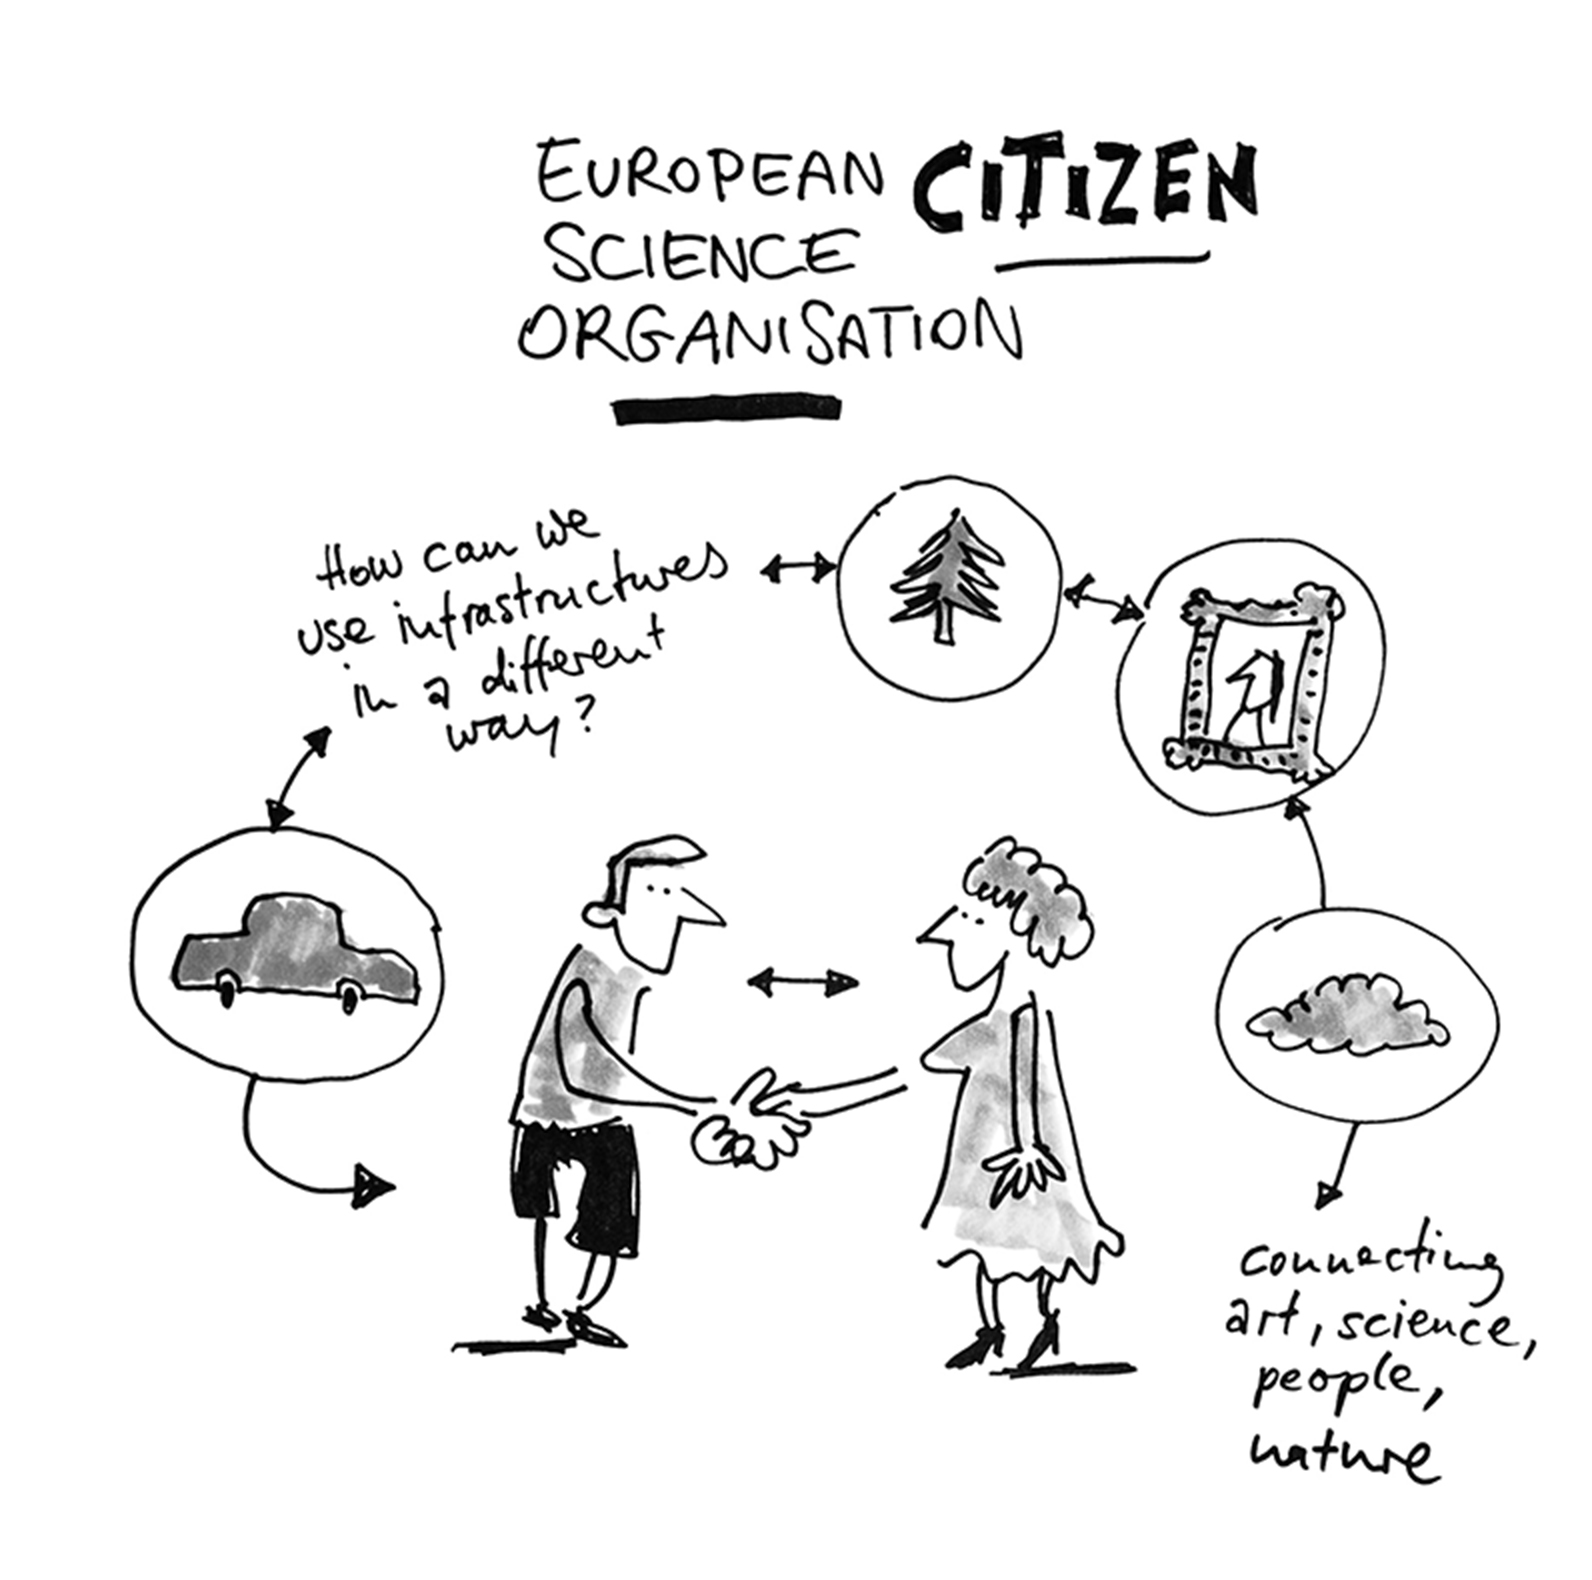 EUROPEAN CITIZEN
SCIENCE
ORGANISATION
How can we
use infrastructures
in a different
way?
connecting
art, science,
people,
nature